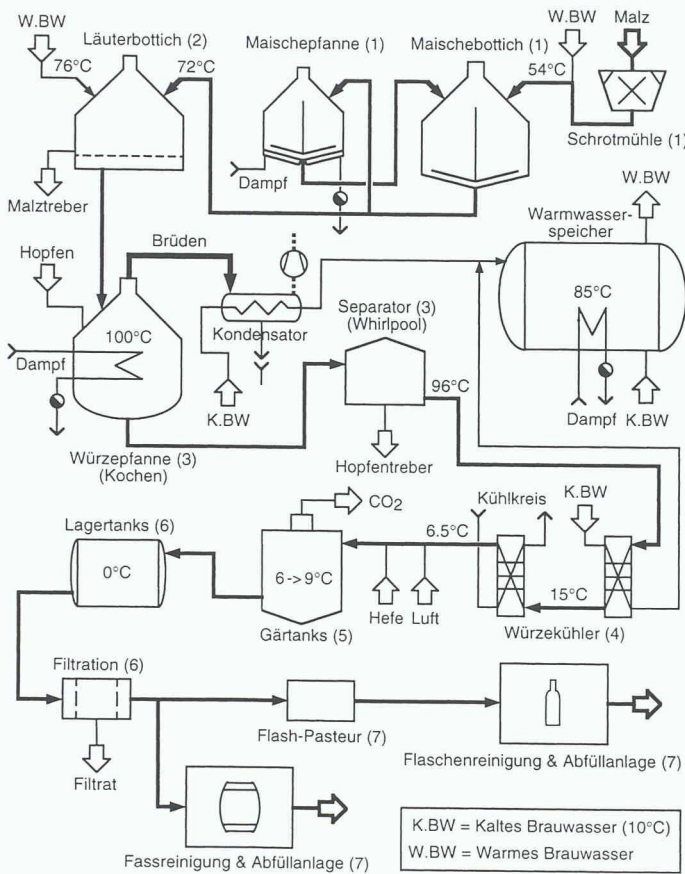 W.BW
Läuterbottich (2)
Maischepfanne (1)
Maischebottich (1)
W.BW
Malz
76°C
72°C
54°C
Schrotmühle (1)
Dampf
Malztreber
W.BW
Warmwasser-
speicher
Hopfen
Brüden
85°C
100°C
Kondensator
Separator (3)
(Whirlpool)
Dampf
96°C
K.BW
Dampf
K.BW
Würzepfanne (3)
(Kochen)
Hopfentreber
CO2
Kühlkreis
K.BW
Lagertanks (6)
6.5°C
0°C
6->9°C
15°C
Hefe
Luft
Gärtanks (5)
Würzekühler (4)
Filtration (6)
Flash-Pasteur (7)
Filtrat
Flaschenreinigung & Abfüllanlage (7)
Fassreinigung & Abfüllanlage (7)
K.BW = Kaltes Brauwasser (10°C)
W.BW = Warmes Brauwasser